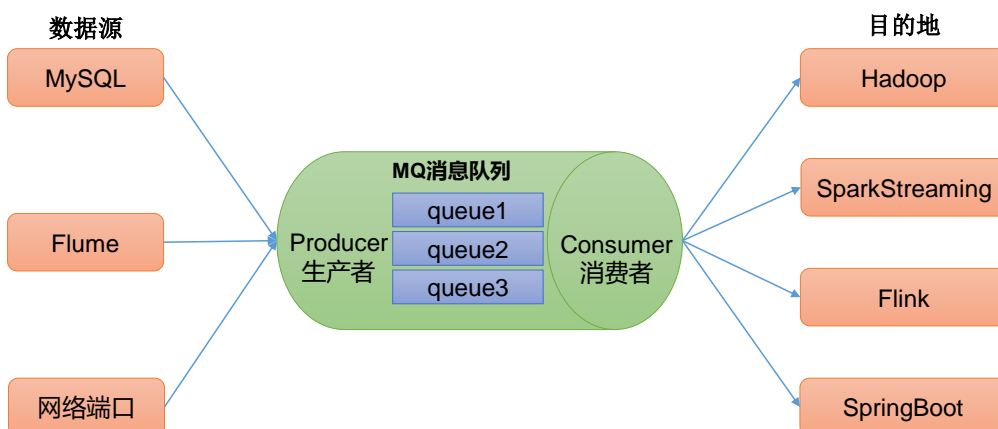 数据源
MySQL
Flume
网络端口
MQ消息队列
Producer
生产者
queue1
queue2
queue3
Consumer
消费者
目的地
Hadoop
SparkStreaming
Flink
SpringBoot